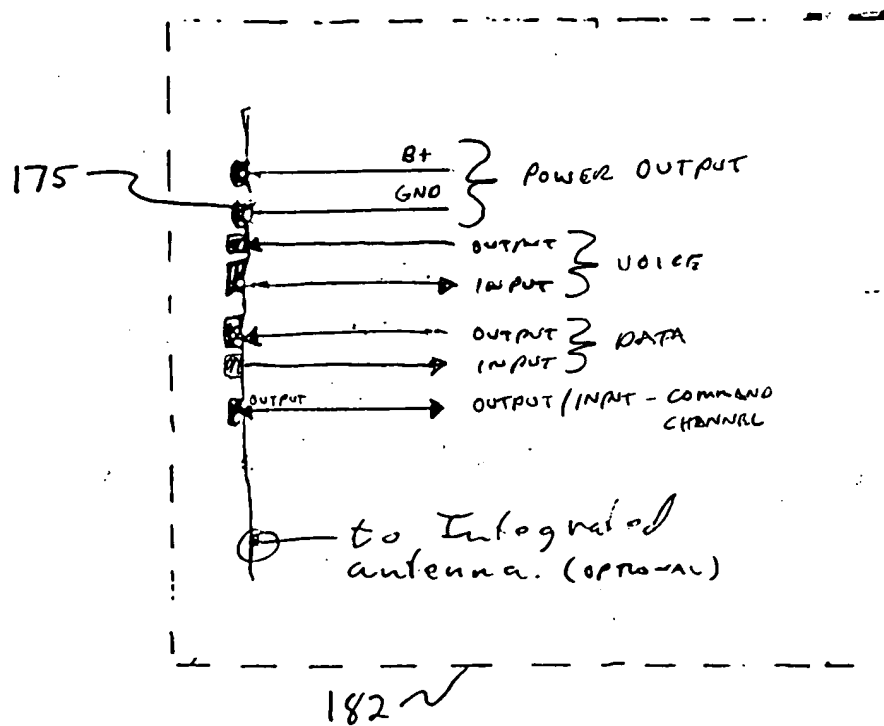 B+
POWER OUTPUT
175
GND
OUTPUT
VOICE
INPUT
OUTPUT
DATA
INPUT
OUTPUT
OUTPUT/INPUT - COMMAND
CHANNEL
to Integrated
antenna. (OPTIONAL)
182